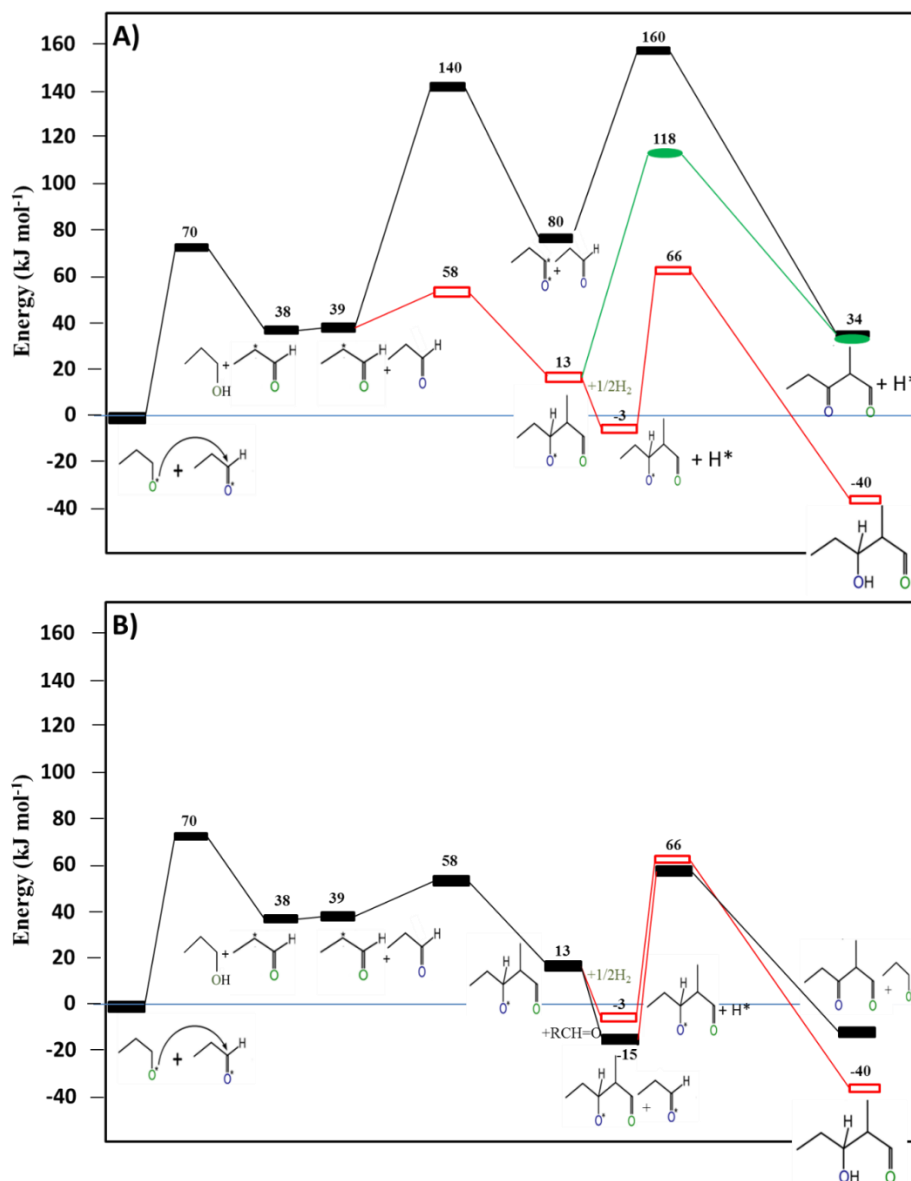 A)
Energy (kJ mol-1)
160
140
120
100
80
60
40
20
0
-20
-40
70
38
39
140
58
80
13
+1/2H2
-3
160
118
66
34
-40
O* + H O*
+ OH H * O
* H O + H O
* O* + H O
H O* O
H O* O + H*
O O + H*
H OH O
B)
Energy (kJ mol-1)
160
140
120
100
80
60
40
20
0
-20
-40
70
38
39
58
13
+1/2H2
-3
+RCH=O
-15
66
-40
O* + H O*
+ OH H * O
* H O + H O
H O* O
H O* O + H*
H O* O + H O*
O O + O
H OH O